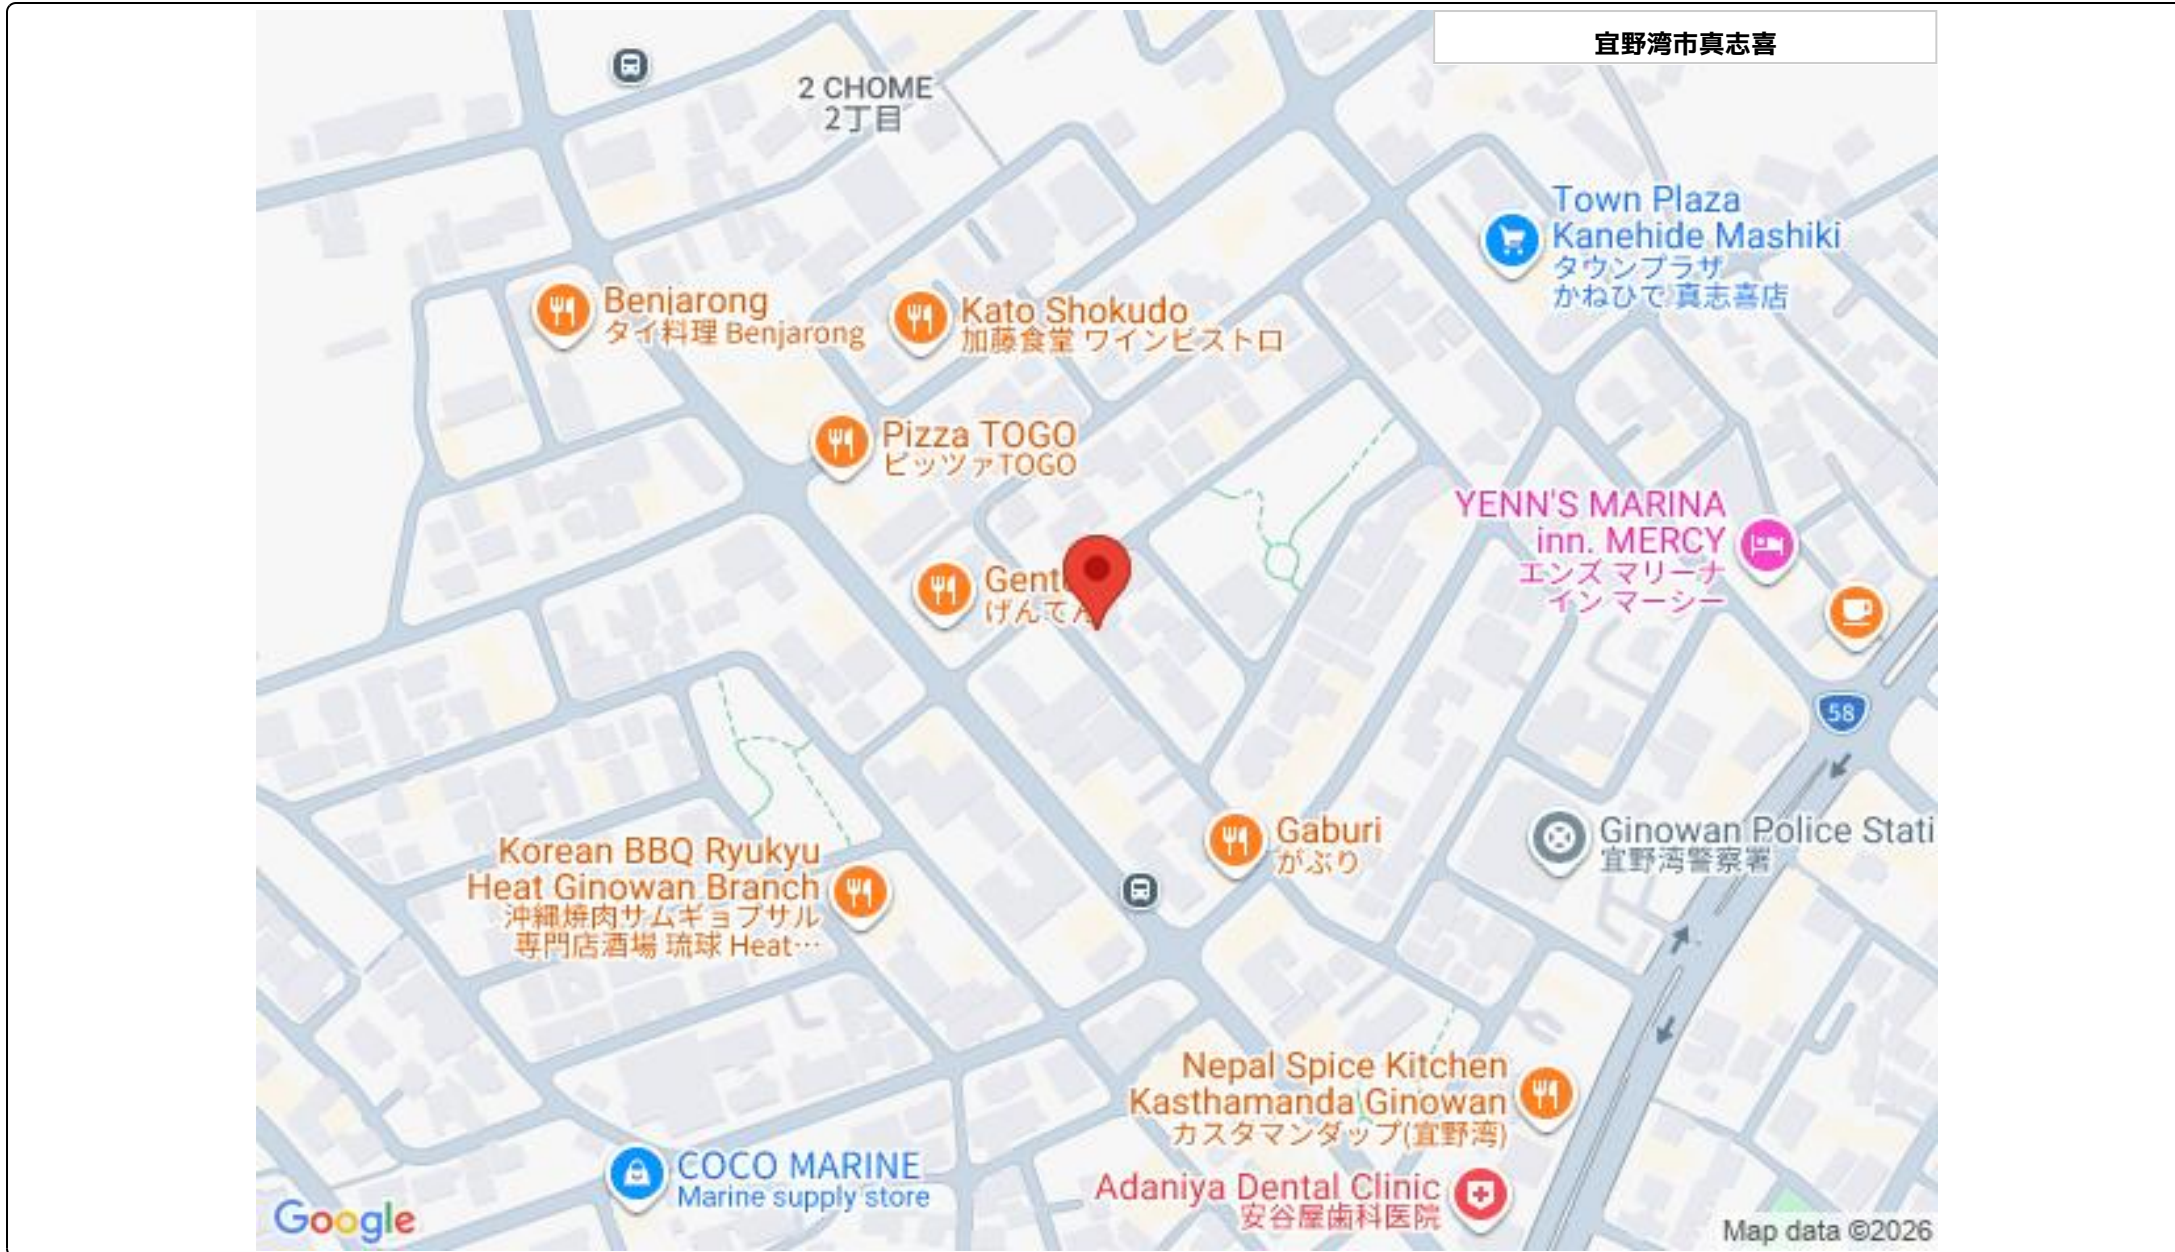 宜野湾市真志喜
2 CHOME
2丁目
Town Plaza
Kanehide Mashiki
タウンプラザ
かねひで 真志喜店
Benjarong
タイ料理 Benjarong
Kato Shokudo
加藤食堂 ワインビストロ
Pizza TOGO
ピッツァTOGO
YENN'S MARINA
inn. MERCY
エンズ マリーナ
イン マーシー
げんてん
58
Korean BBQ Ryukyu
Heat Ginowan Branch
沖縄焼肉サムギョプサル
専門店酒場 琉球 Heat…
Gaburi
がぶり
Ginowan Police Stati
宜野湾警察署
Nepal Spice Kitchen
Kasthamanda Ginowan
カスタマンダップ(宜野湾)
COCO MARINE
Marine supply store
Adaniya Dental Clinic
安谷屋歯科医院
Google
Map data ©2026